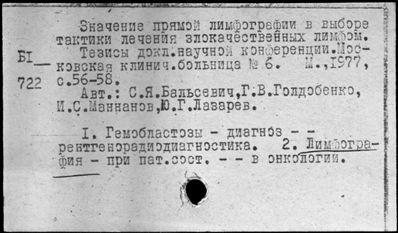 Значение прямой лимфографии в выборе
тактики лечения злокачественных лимфом.
Тезисы докл.научной конференции.Мос-
ковская клинич.больница № 6. М.,1977,
с.56-58.
БІ
722
Авт.: С.Я.Бальсевич,Г.В.Голдобенко,
И.С.Маннанов,Ю.Г.Лазарев.
I. Гемобластозы - диагноз - -
рентгенорадиодиагностика. 2. Лимфогра-
фия - при пат.сост. - - в онкологии.